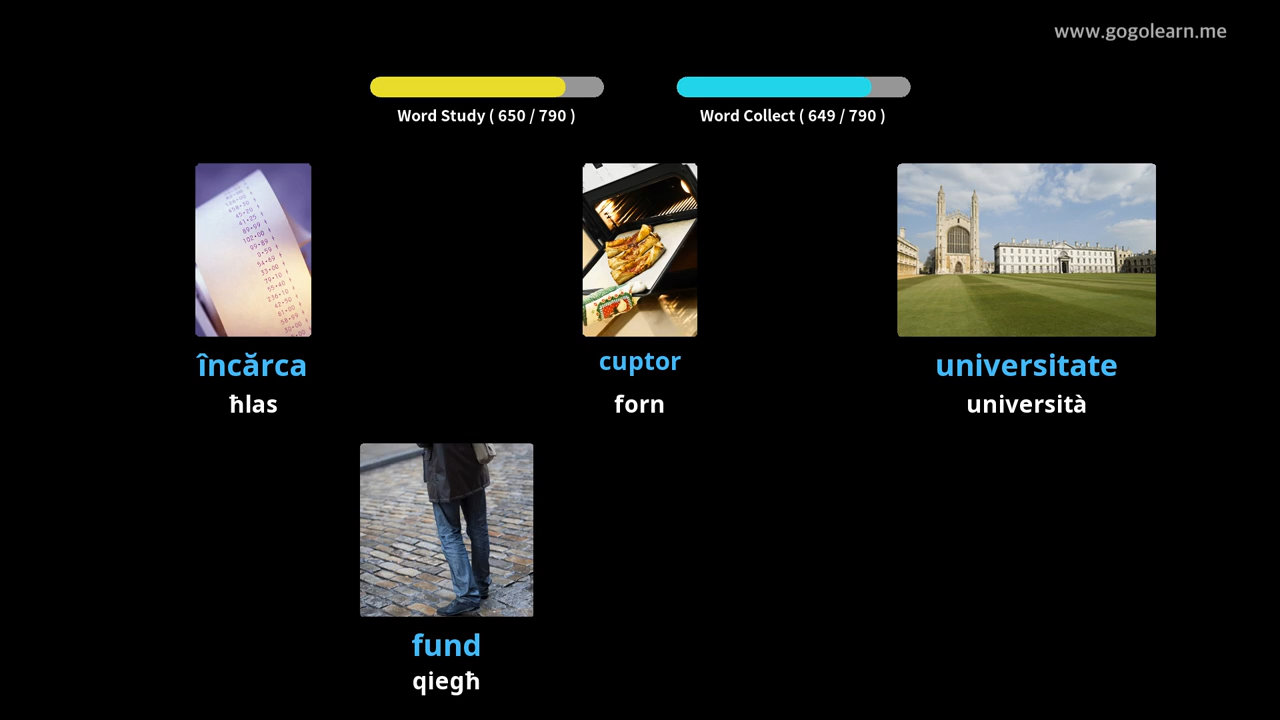 www.gogolearn.me
Word Study ( 650 / 790 )
Word Collect ( 649 / 790 )
încărca
cuptor
universitate
ħlas
forn
università
fund
qiegħ